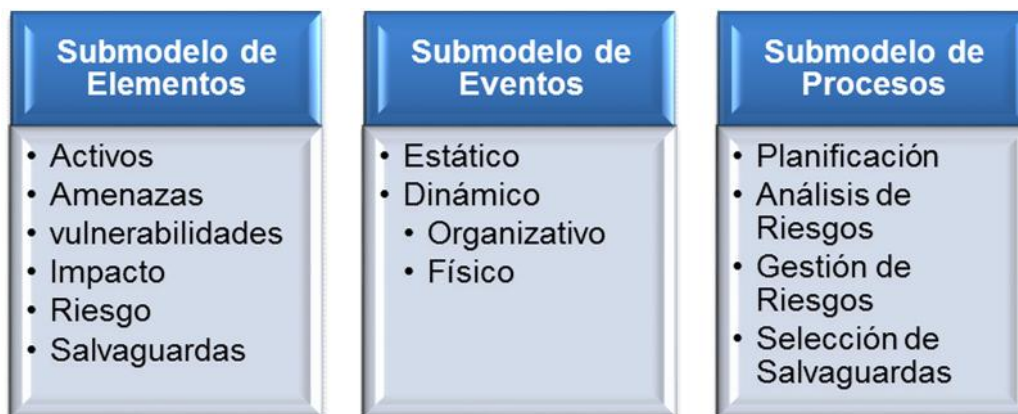 Submodelo de
Elementos
• Activos
• Amenazas
• vulnerabilidades
• Impacto
• Riesgo
• Salvaguardas
Submodelo de
Eventos
• Estático
• Dinámico
• Organizativo
• Físico
Submodelo de
Procesos
• Planificación
• Análisis de
Riesgos
• Gestión de
Riesgos
• Selección de
Salvaguardas